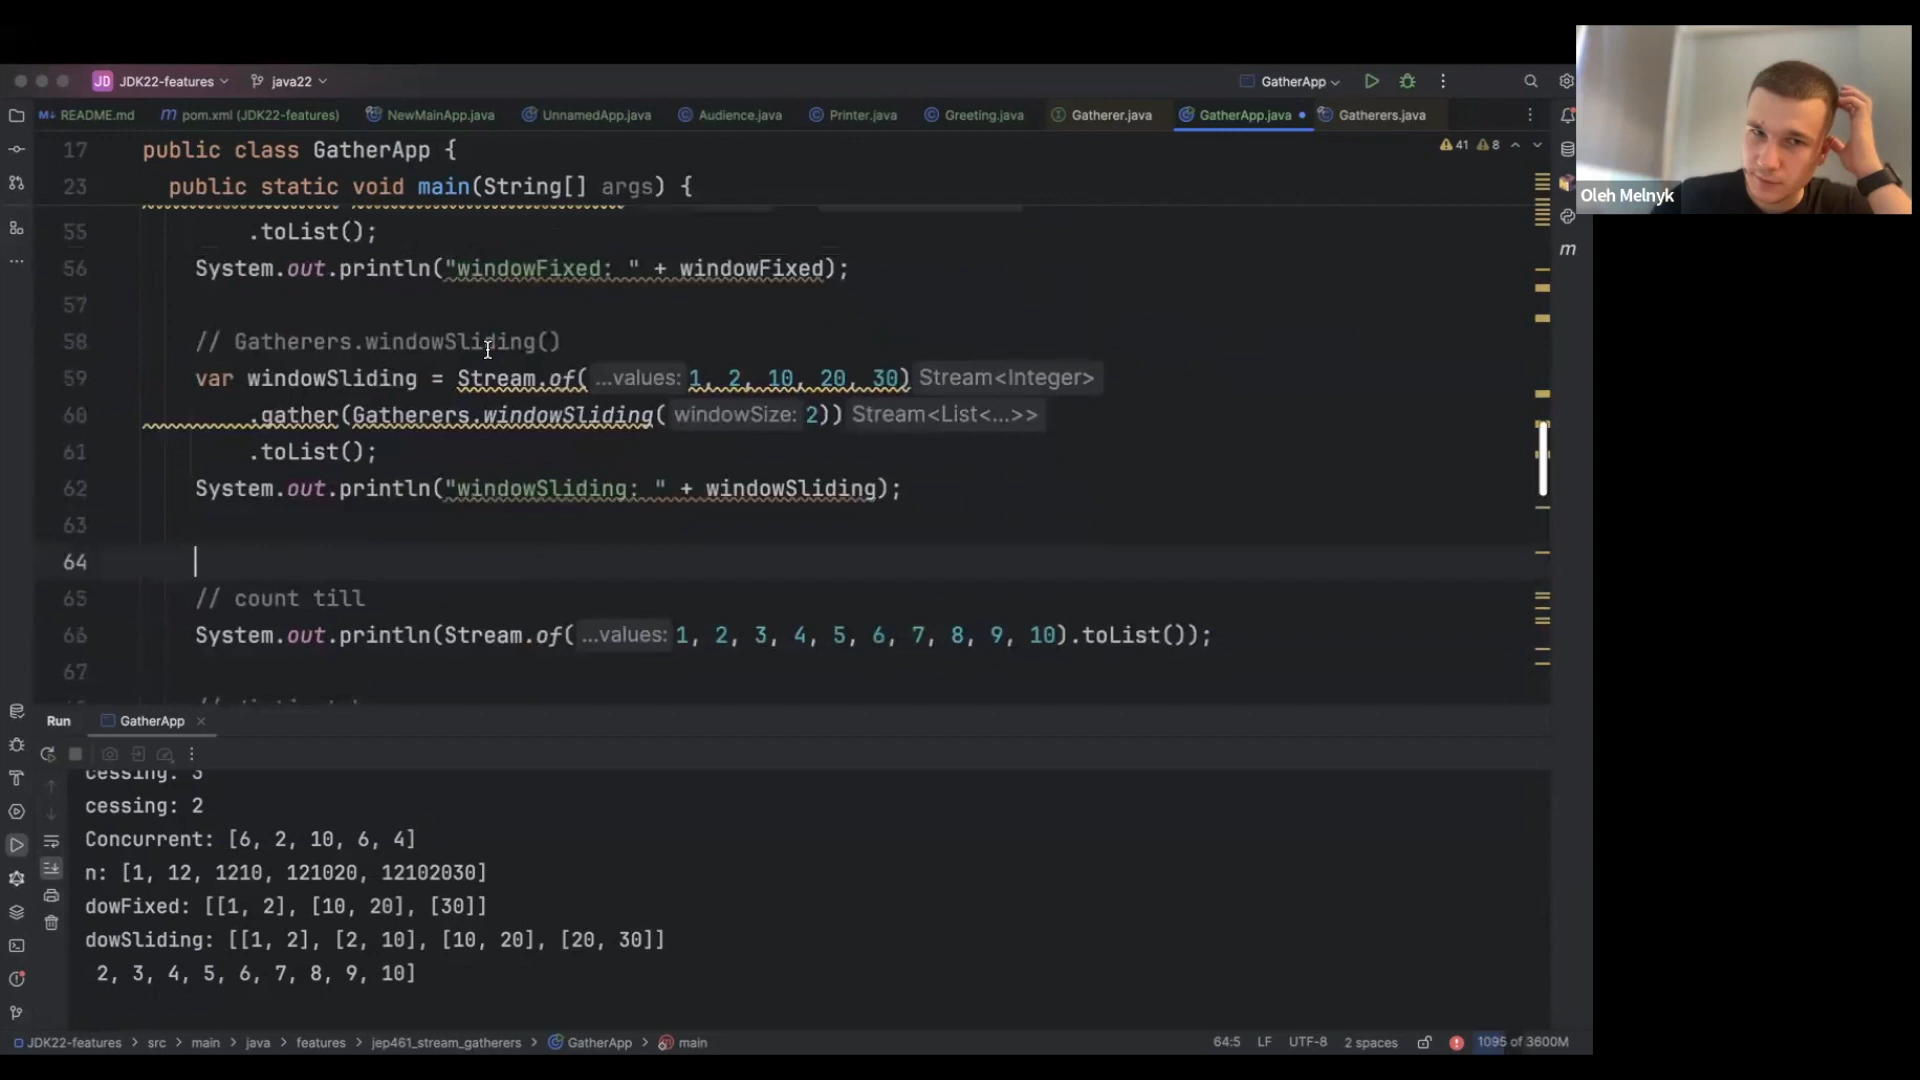 JD JDK22-features java22 GatherApp
README.md pom.xml (JDK22-features) NewMainApp.java UnnamedApp.java Audience.java Printer.java Greeting.java Gatherer.java GatherApp.java Gatherers.java
17 public class GatherApp {
41 8
23 public static void main(String[] args) {
55 .toList();
56 System.out.println("windowFixed: " + windowFixed);
57
58 // Gatherers.windowSliding()
59 var windowSliding = Stream.of( ...values: 1, 2, 10, 20, 30) Stream<Integer>
60 .gather(Gatherers.windowSliding( windowSize: 2)) Stream<List<...>>
61 .toList();
62 System.out.println("windowSliding: " + windowSliding);
63
64
65 // count till
66 System.out.println(Stream.of( ...values: 1, 2, 3, 4, 5, 6, 7, 8, 9, 10).toList());
67
Run GatherApp
cessing: 3
cessing: 2
Concurrent: [6, 2, 10, 6, 4]
n: [1, 12, 1210, 121020, 12102030]
dowFixed: [[1, 2], [10, 20], [30]]
dowSliding: [[1, 2], [2, 10], [10, 20], [20, 30]]
2, 3, 4, 5, 6, 7, 8, 9, 10]
JDK22-features > src > main > java > features > jep461_stream_gatherers > GatherApp > main 64:5 LF UTF-8 2 spaces 1095 of 3600M
Oleh Melnyk